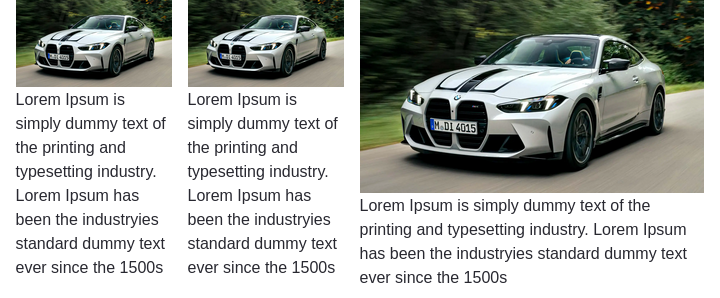 Lorem Ipsum is
simply dummy text of
the printing and
typesetting industry.
Lorem Ipsum has
been the industryies
standard dummy text
ever since the 1500s
Lorem Ipsum is
simply dummy text of
the printing and
typesetting industry.
Lorem Ipsum has
been the industryies
standard dummy text
ever since the 1500s
M DI 4015
Lorem Ipsum is simply dummy text of the
printing and typesetting industry. Lorem Ipsum
has been the industryies standard dummy text
ever since the 1500s